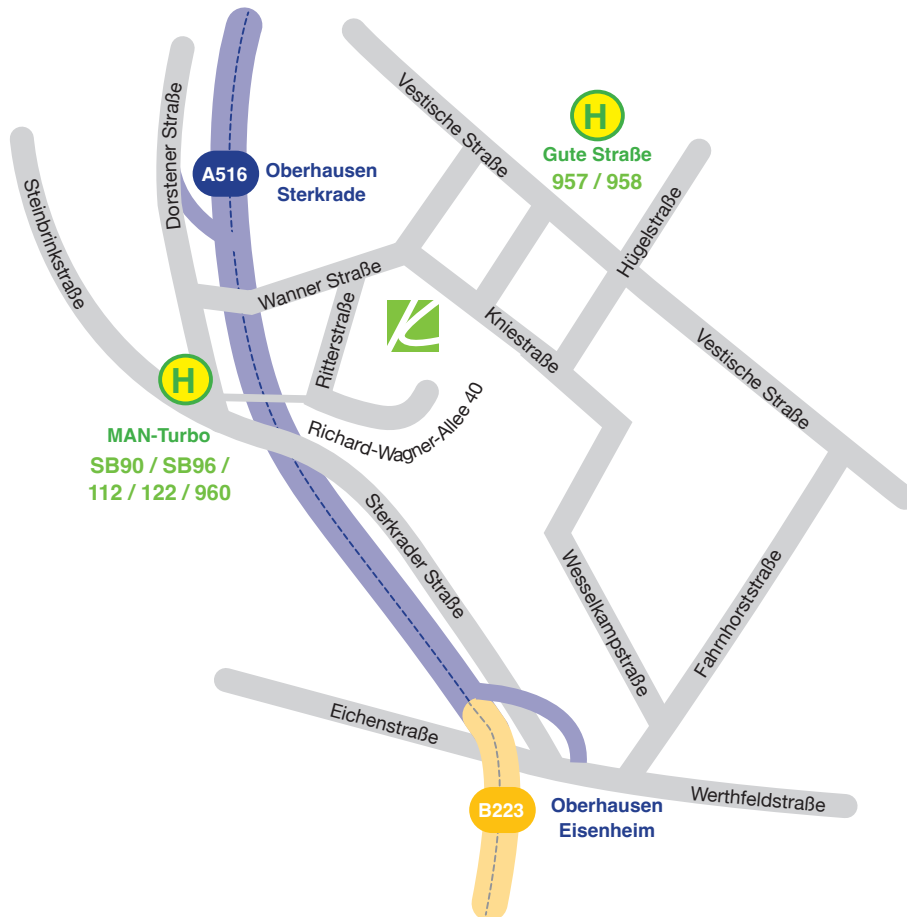 Vestische Straße
H
Gute Straße
957 / 958
Dorstener Straße
A516
Oberhausen
Sterkrade
Steinbrinkstraße
Hügelstraße
Wanner Straße
Ritterstraße
Kniestraße
Vestische Straße
H
MAN-Turbo
SB90 / SB96 /
112 / 122 / 960
Richard-Wagner-Allee 40
Sterkrader Straße
Wesselkampstraße
Fahrnhorststraße
Eichenstraße
B223
Oberhausen
Eisenheim
Werthfeldstraße